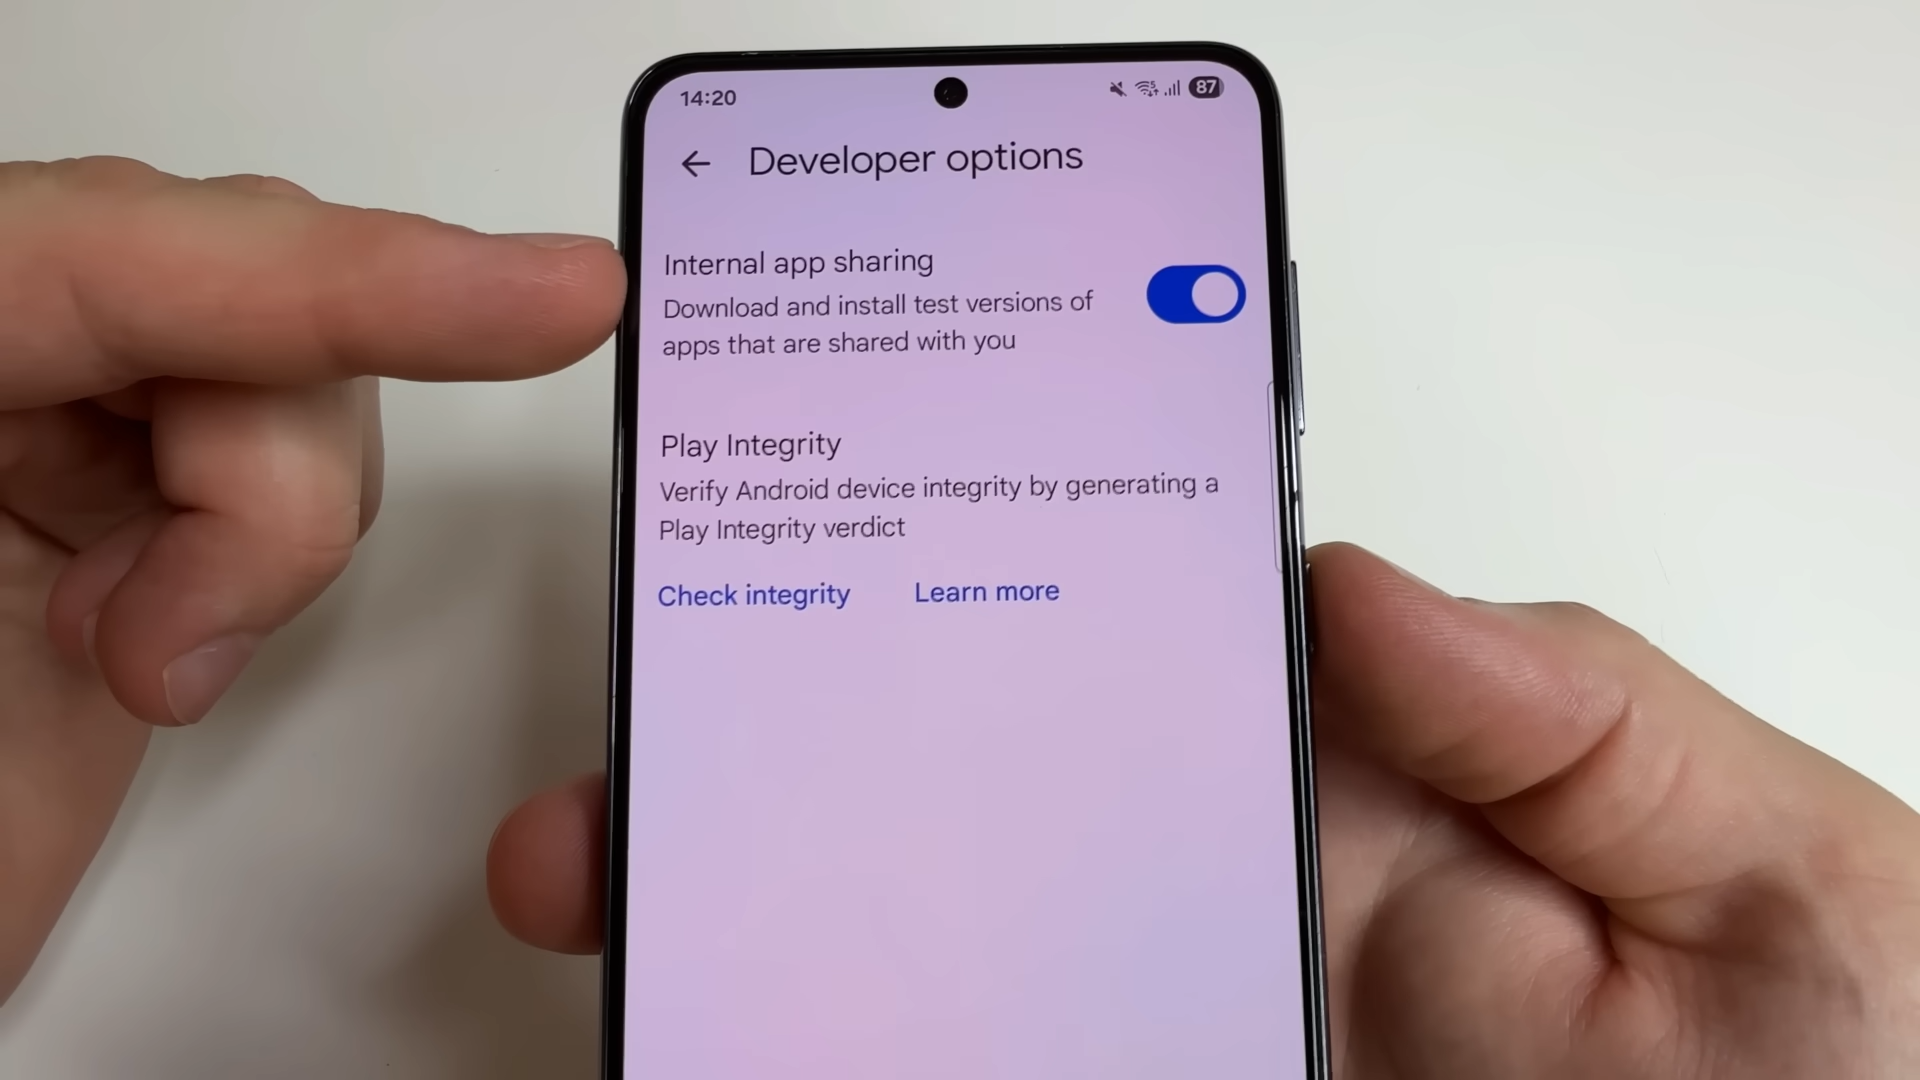 14:20
87
Developer options
Internal app sharing
Download and install test versions of
apps that are shared with you
Play Integrity
Verify Android device integrity by generating a
Play Integrity verdict
Check integrity
Learn more